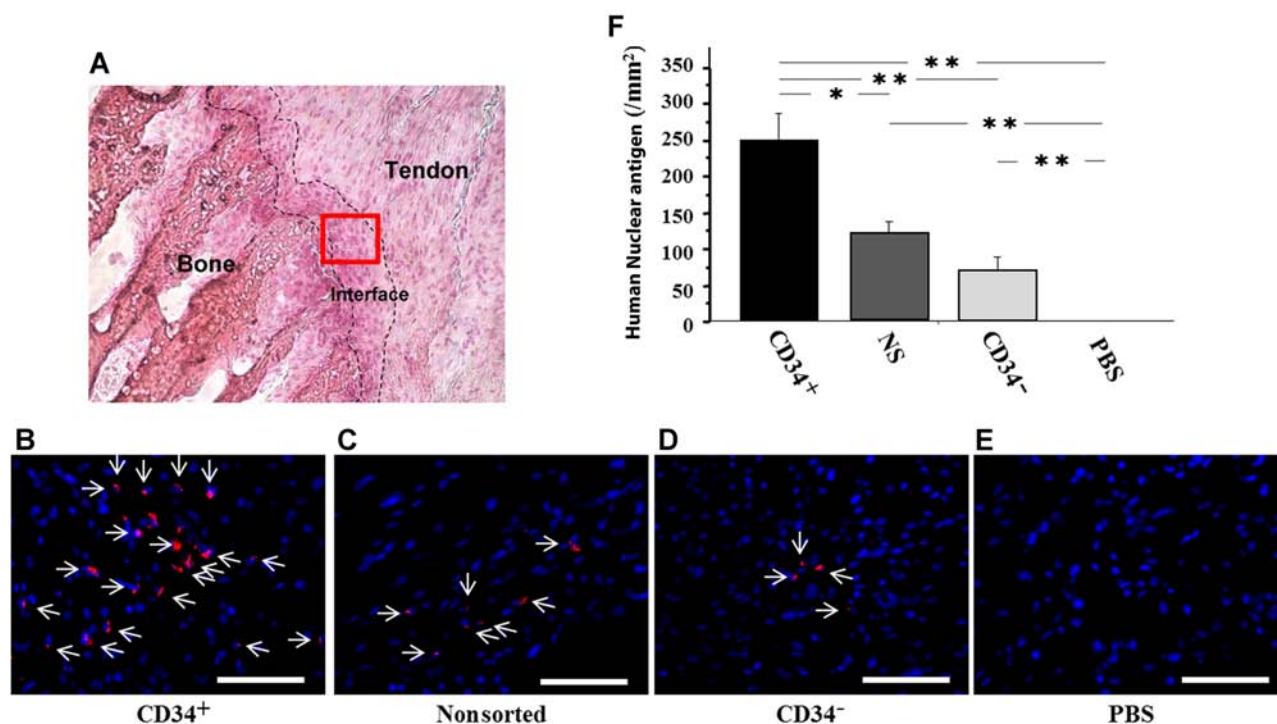 A
Tendon
Bone
Interface
F
Human Nuclear antigen (/mm²)
350
300
250
200
150
100
50
0
**
**
*
**
**
CD34⁺
NS
CD34⁻
PBS
B
C
D
E
CD34⁺
Nonsorted
CD34⁻
PBS